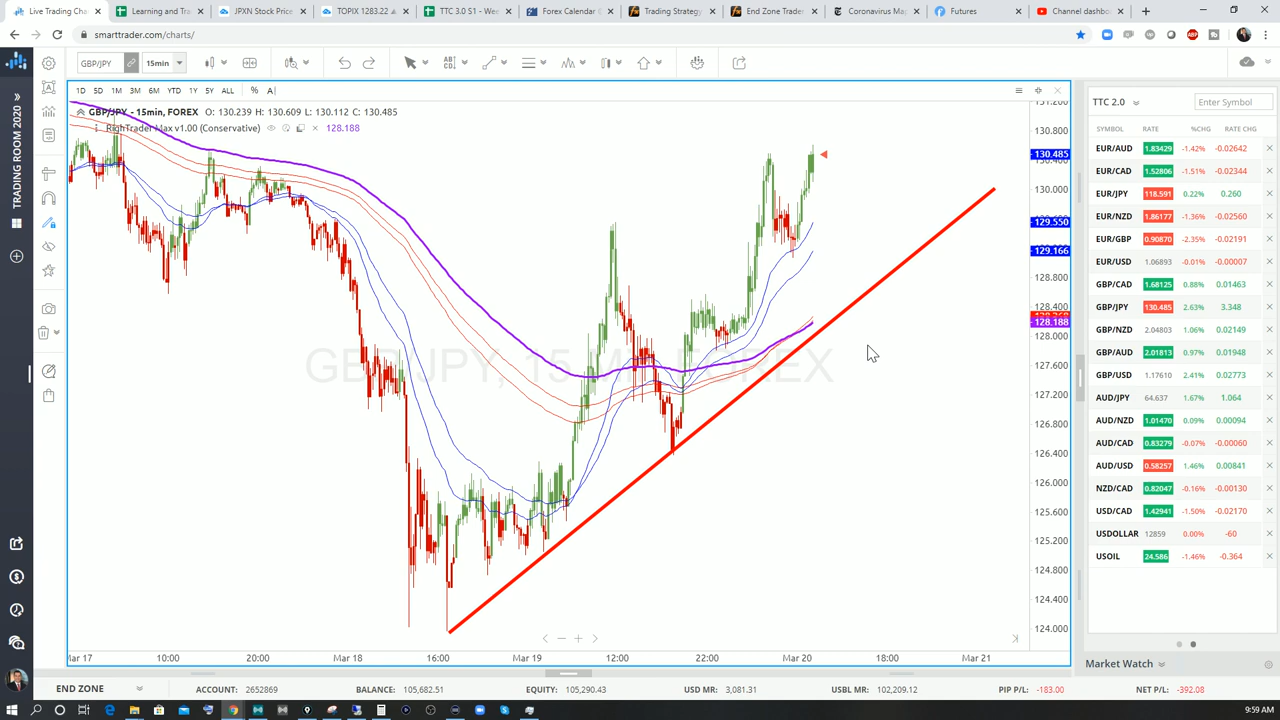 Live Trading Cha
Learning and Tra
JPXN Stock Price
TOPIX 1283.22
TTC 3.0 S1 - Wee
Forex Calendar
Trading Strategy
End Zone Trader
Coronavirus Map
Futures
Channel dashbo
smarttrader.com/charts/
GBP/JPY
15min
1D 5D 1M 3M 6M YTD 1Y 5Y ALL % A
GBP/JPY - 15min, FOREX O: 130.239 H: 130.609 L: 130.112 C: 130.485
RighTrader Max v1.00 (Conservative) 128.188
TRADING ROOM 2020
GBP/JPY, 15 MIN, FOREX
131.200
130.800
130.485
130.400
130.000
129.550
129.166
128.800
128.400
128.188
128.000
127.600
127.200
126.800
126.400
126.000
125.600
125.200
124.800
124.400
124.000
Mar 17 10:00 20:00 Mar 18 16:00 Mar 19 12:00 22:00 Mar 20 18:00 Mar 21
TTC 2.0 Enter Symbol
SYMBOL RATE %CHG RATE CHG
EUR/AUD 1.83429 -1.42% -0.02642
EUR/CAD 1.52806 -1.51% -0.02344
EUR/JPY 118.591 0.22% 0.260
EUR/NZD 1.86177 -1.36% -0.02560
EUR/GBP 0.90870 -2.35% -0.02191
EUR/USD 1.06893 -0.01% -0.00007
GBP/CAD 1.68125 0.88% 0.01463
GBP/JPY 130.485 2.63% 3.348
GBP/NZD 2.04803 1.06% 0.02149
GBP/AUD 2.01813 0.97% 0.01948
GBP/USD 1.17610 2.41% 0.02773
AUD/JPY 64.637 1.67% 1.064
AUD/NZD 1.01470 0.09% 0.00094
AUD/CAD 0.83279 -0.07% -0.00060
AUD/USD 0.58257 1.46% 0.00841
NZD/CAD 0.82047 -0.16% -0.00130
USD/CAD 1.42941 -1.50% -0.02170
USDOLLAR 12859 0.00% -60
USOIL 24.586 -1.46% -0.364
Market Watch
END ZONE ACCOUNT: 2652869 BALANCE: 105,682.51 EQUITY: 105,290.43 USD MR: 3,081.31 USBL MR: 102,209.12 PIP P/L: -183.00 NET P/L: -392.08
9:59 AM